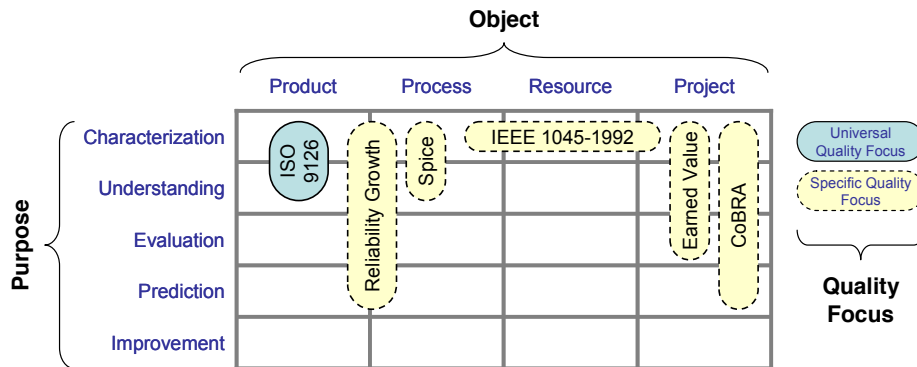 Object
Product Process Resource Project
Purpose
Characterization
Understanding
Evaluation
Prediction
Improvement
ISO
9126
Reliability Growth
Spice
IEEE 1045-1992
Earned Value
CoBRA
Universal
Quality Focus
Specific Quality
Focus
Quality
Focus